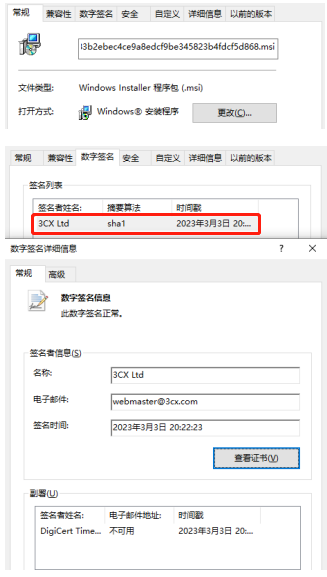 常规 兼容性 数字签名 安全 自定义 详细信息 以前的版本
i3b2ebec4ce9a8edcf9be345823b4fdcf5d868.msi
文件类型: Windows Installer 程序包 (.msi)
打开方式: Windows® 安装程序 更改(C)...
常规 兼容性 数字签名 安全 自定义 详细信息 以前的版本
签名列表
签名者姓名: 摘要算法 时间戳
3CX Ltd sha1 2023年3月3日 20:...
数字签名详细信息 ? ×
常规 高级
数字签名信息
此数字签名正常。
签名者信息(S)
名称: 3CX Ltd
电子邮件: webmaster@3cx.com
签名时间: 2023年3月3日 20:22:23
查看证书(V)
副署(U)
签名者姓名: 电子邮件地址: 时间戳
DigiCert Time... 不可用 2023年3月3日 20:...